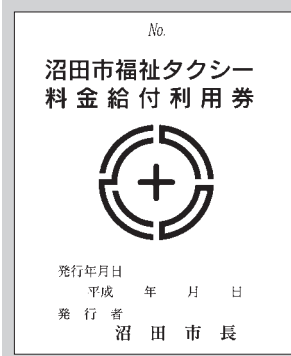 No.
沼田市福祉タクシー
料金給付利用券
発行年月日
平成 年 月 日
発行者
沼田市長